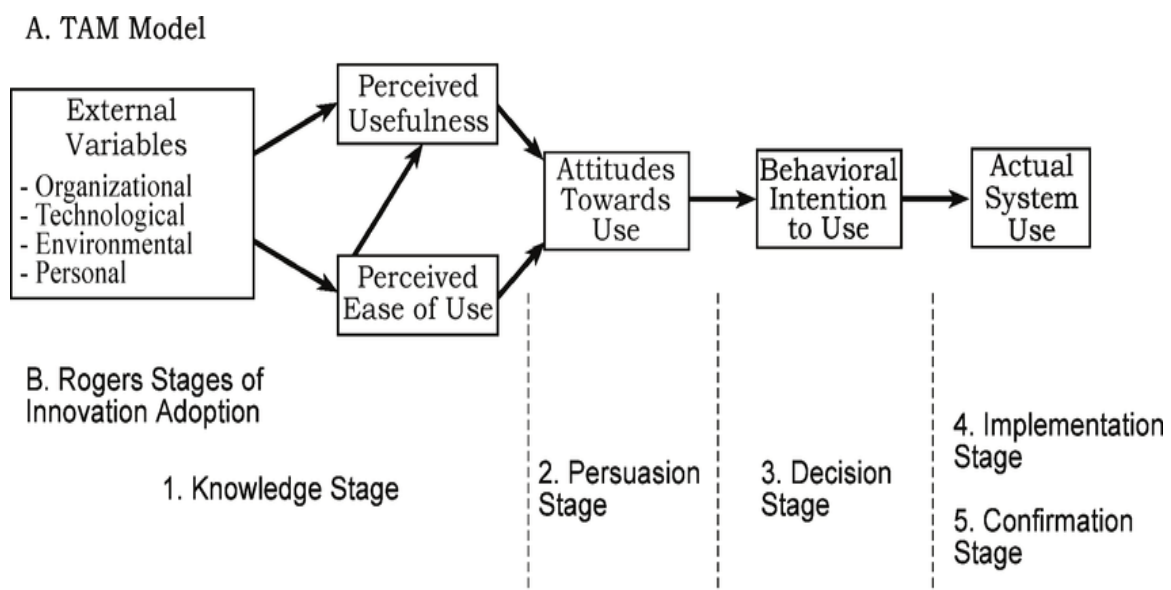 A. TAM Model
External
Variables
- Organizational
- Technological
- Environmental
- Personal
Perceived
Usefulness
Perceived
Ease of Use
Attitudes
Towards
Use
Behavioral
Intention
to Use
Actual
System
Use
B. Rogers Stages of
Innovation Adoption
1. Knowledge Stage
2. Persuasion
Stage
3. Decision
Stage
4. Implementation
Stage
5. Confirmation
Stage